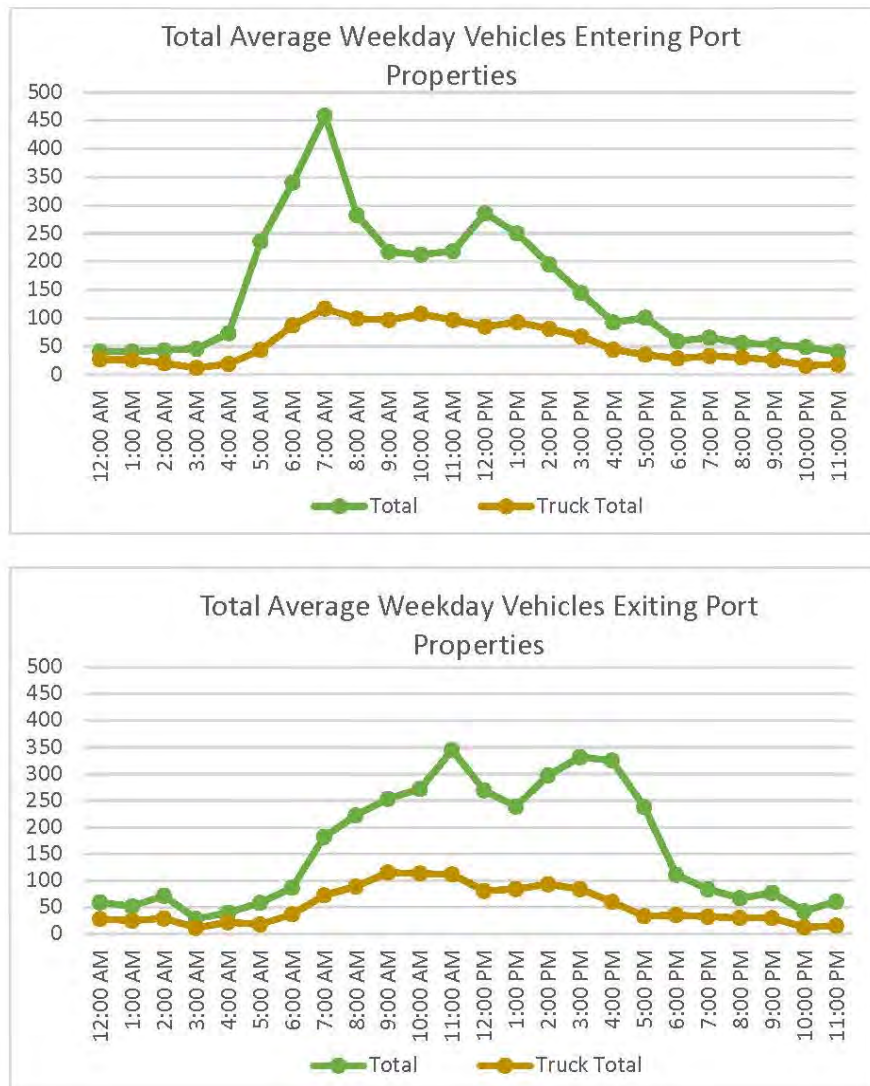 Total Average Weekday Vehicles Entering Port
Properties
500
450
400
350
300
250
200
150
100
50
0
12:00 AM
1:00 AM
2:00 AM
3:00 AM
4:00 AM
5:00 AM
6:00 AM
7:00 AM
8:00 AM
9:00 AM
10:00 AM
11:00 AM
12:00 PM
1:00 PM
2:00 PM
3:00 PM
4:00 PM
5:00 PM
6:00 PM
7:00 PM
8:00 PM
9:00 PM
10:00 PM
11:00 PM
Total Truck Total
Total Average Weekday Vehicles Exiting Port
Properties
500
450
400
350
300
250
200
150
100
50
0
12:00 AM
1:00 AM
2:00 AM
3:00 AM
4:00 AM
5:00 AM
6:00 AM
7:00 AM
8:00 AM
9:00 AM
10:00 AM
11:00 AM
12:00 PM
1:00 PM
2:00 PM
3:00 PM
4:00 PM
5:00 PM
6:00 PM
7:00 PM
8:00 PM
9:00 PM
10:00 PM
11:00 PM
Total Truck Total